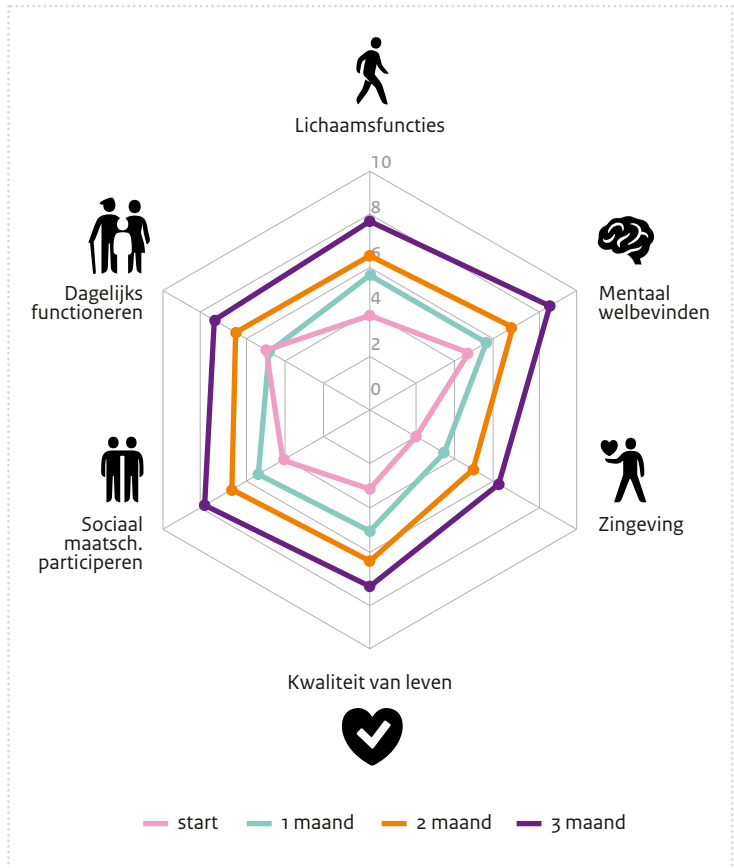 Lichaamsfuncties
10
8
6
4
2
0
Dagelijks
functioneren
Mentaal
welbevinden
Sociaal
maatsch.
participeren
Zingeving
Kwaliteit van leven
start
1 maand
2 maand
3 maand